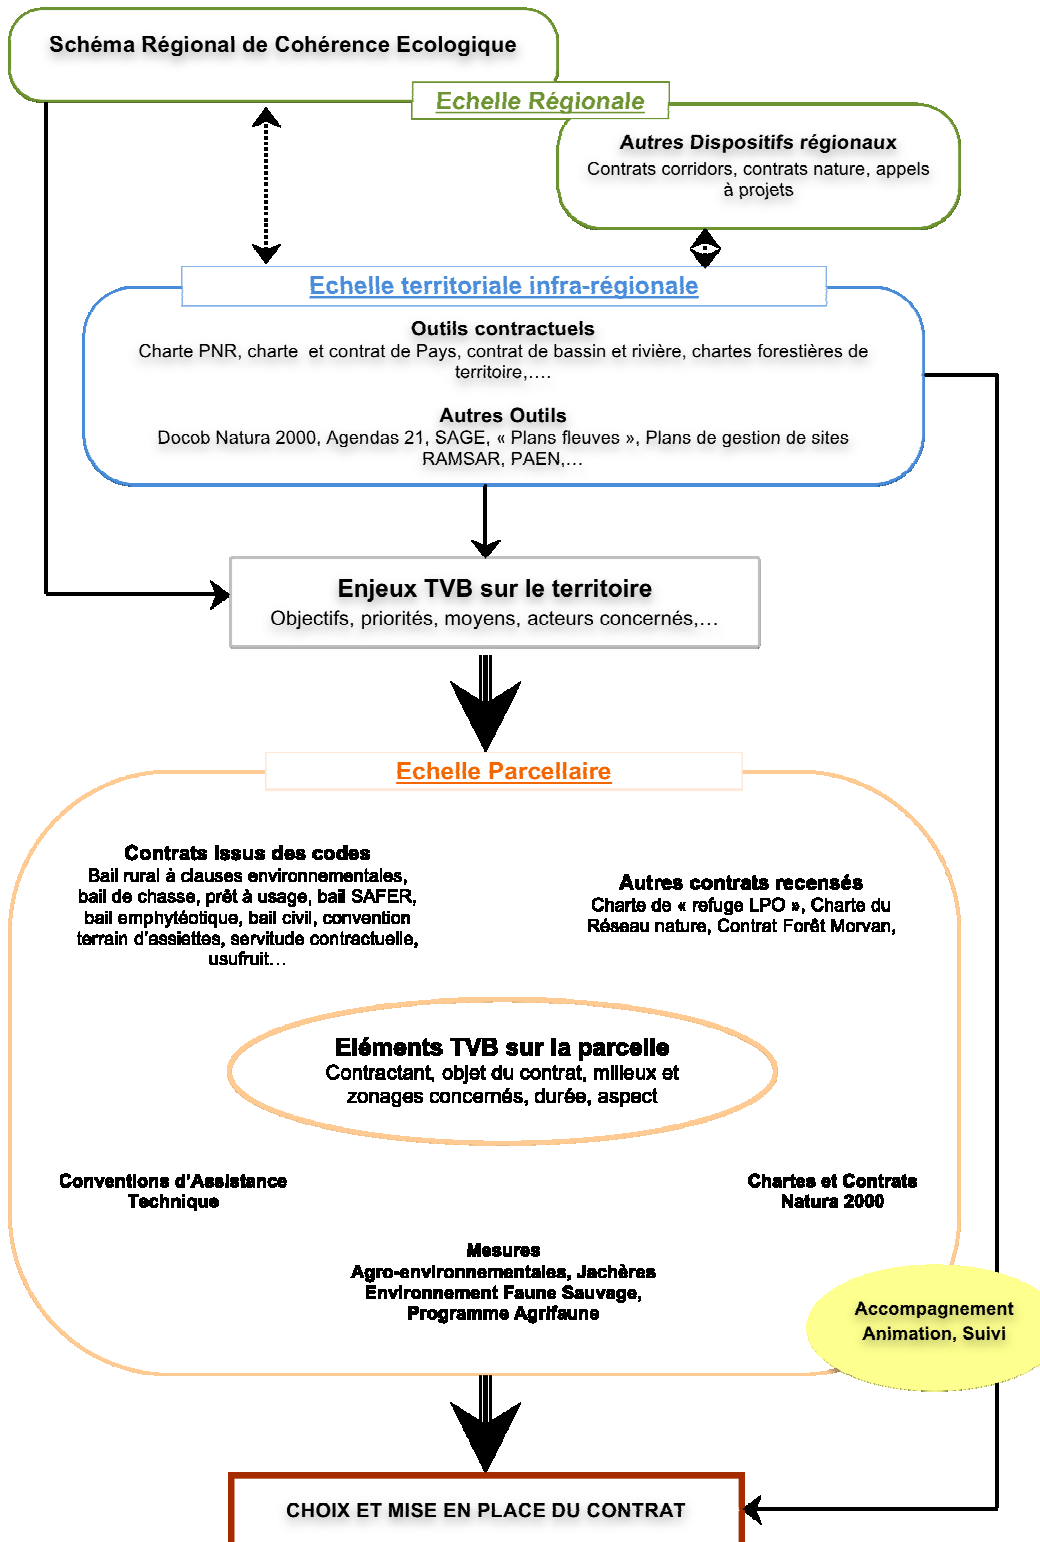 Schéma Régional de Cohérence Ecologique
Echelle Régionale
Autres Dispositifs régionaux
Contrats corridors, contrats nature, appels
à projets
Echelle territoriale infra-régionale
Outils contractuels
Charte PNR, charte et contrat de Pays, contrat de bassin et rivière, chartes forestières de
territoire,….
Autres Outils
Docob Natura 2000, Agendas 21, SAGE, « Plans fleuves », Plans de gestion de sites
RAMSAR, PAEN,…
Enjeux TVB sur le territoire
Objectifs, priorités, moyens, acteurs concernés,…
Echelle Parcellaire
Contrats issus des codes
Bail rural à clauses environnementales,
bail de chasse, prêt à usage, bail SAFER,
bail emphytéotique, bail civil, convention
terrain d'assiettes, servitude contractuelle,
usufruit…
Autres contrats recensés
Charte de « refuge LPO », Charte du
Réseau nature, Contrat Forêt Morvan,
Eléments TVB sur la parcelle
Contractant, objet du contrat, milieux et
zonages concernés, durée, aspect
Conventions d'Assistance
Technique
Chartes et Contrats
Natura 2000
Mesures
Agro-environnementales, Jachères
Environnement Faune Sauvage,
Programme Agrifaune
Accompagnement
Animation, Suivi
CHOIX ET MISE EN PLACE DU CONTRAT